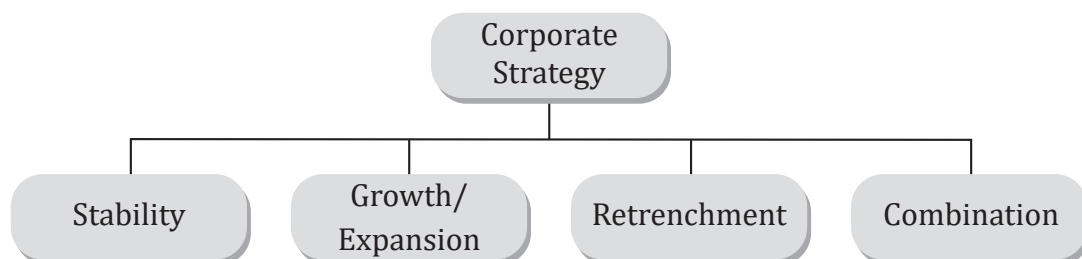 Corporate
Strategy
Stability
Growth/
Expansion
Retrenchment
Combination